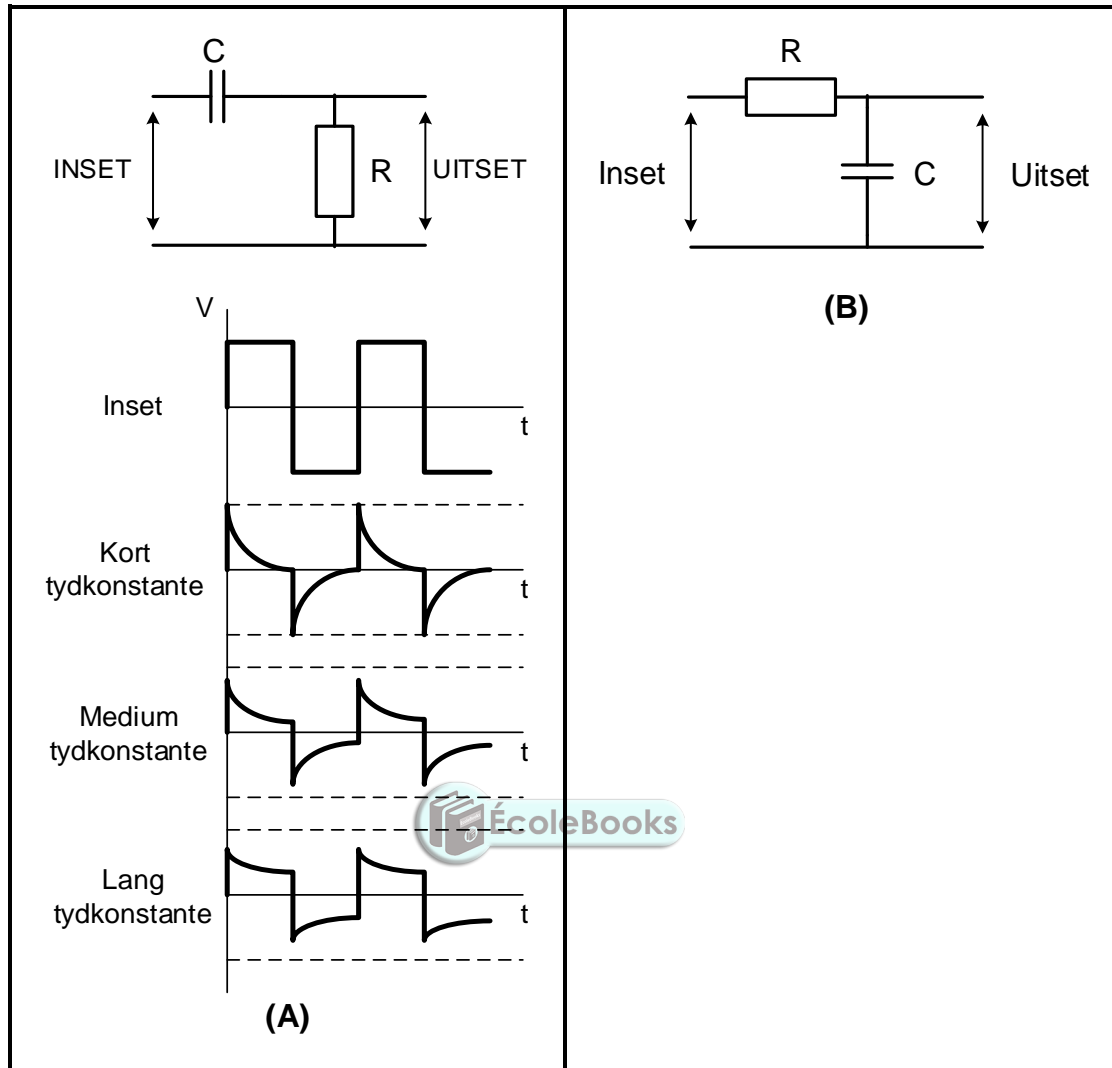 C
INSET
R
UITSET
V
Inset
t
Kort
tydkonstante
t
Medium
tydkonstante
t
Lang
tydkonstante
t
(A)
R
Inset
C
Uitset
(B)
ÉcoleBooks